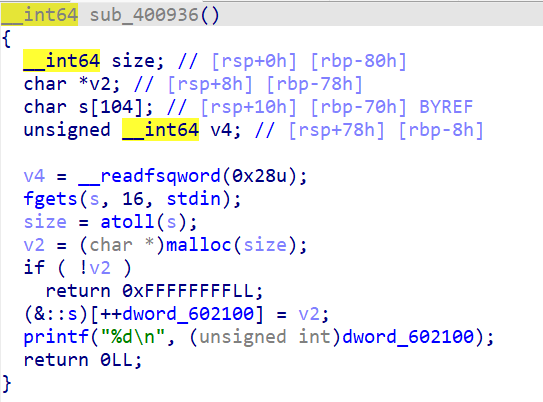 __int64 sub_400936()
{
  __int64 size; // [rsp+0h] [rbp-80h]
  char *v2; // [rsp+8h] [rbp-78h]
  char s[104]; // [rsp+10h] [rbp-70h] BYREF
  unsigned __int64 v4; // [rsp+78h] [rbp-8h]

  v4 = __readfsqword(0x28u);
  fgets(s, 16, stdin);
  size = atoll(s);
  v2 = (char *)malloc(size);
  if ( !v2 )
    return 0xFFFFFFFFLL;
  (&::s)[++dword_602100] = v2;
  printf("%d\n", (unsigned int)dword_602100);
  return 0LL;
}